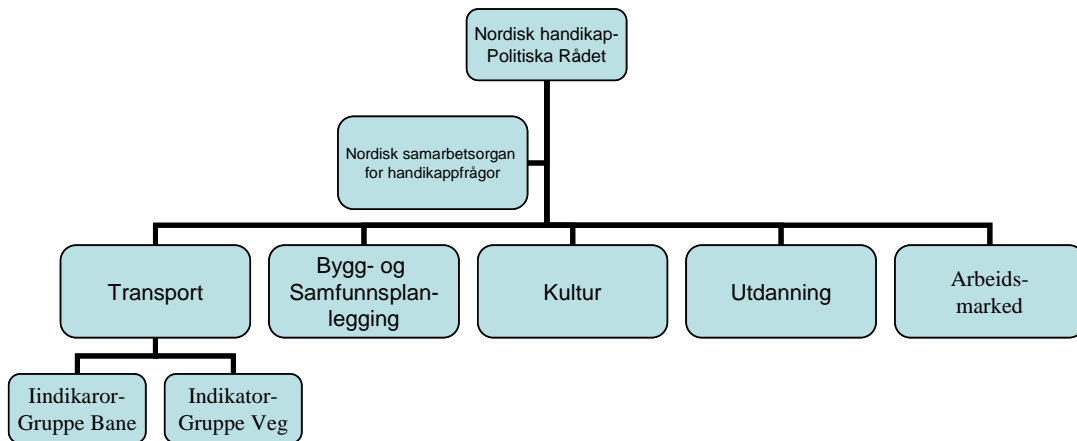 Nordisk handikap-
Politiska Rådet
Nordisk samarbetsorgan
for handikappfrågor
Transport
Bygg- og
Samfunnsplan-
legging
Kultur
Utdanning
Arbeids-
marked
Iindikaror-
Gruppe Bane
Indikator-
Gruppe Veg